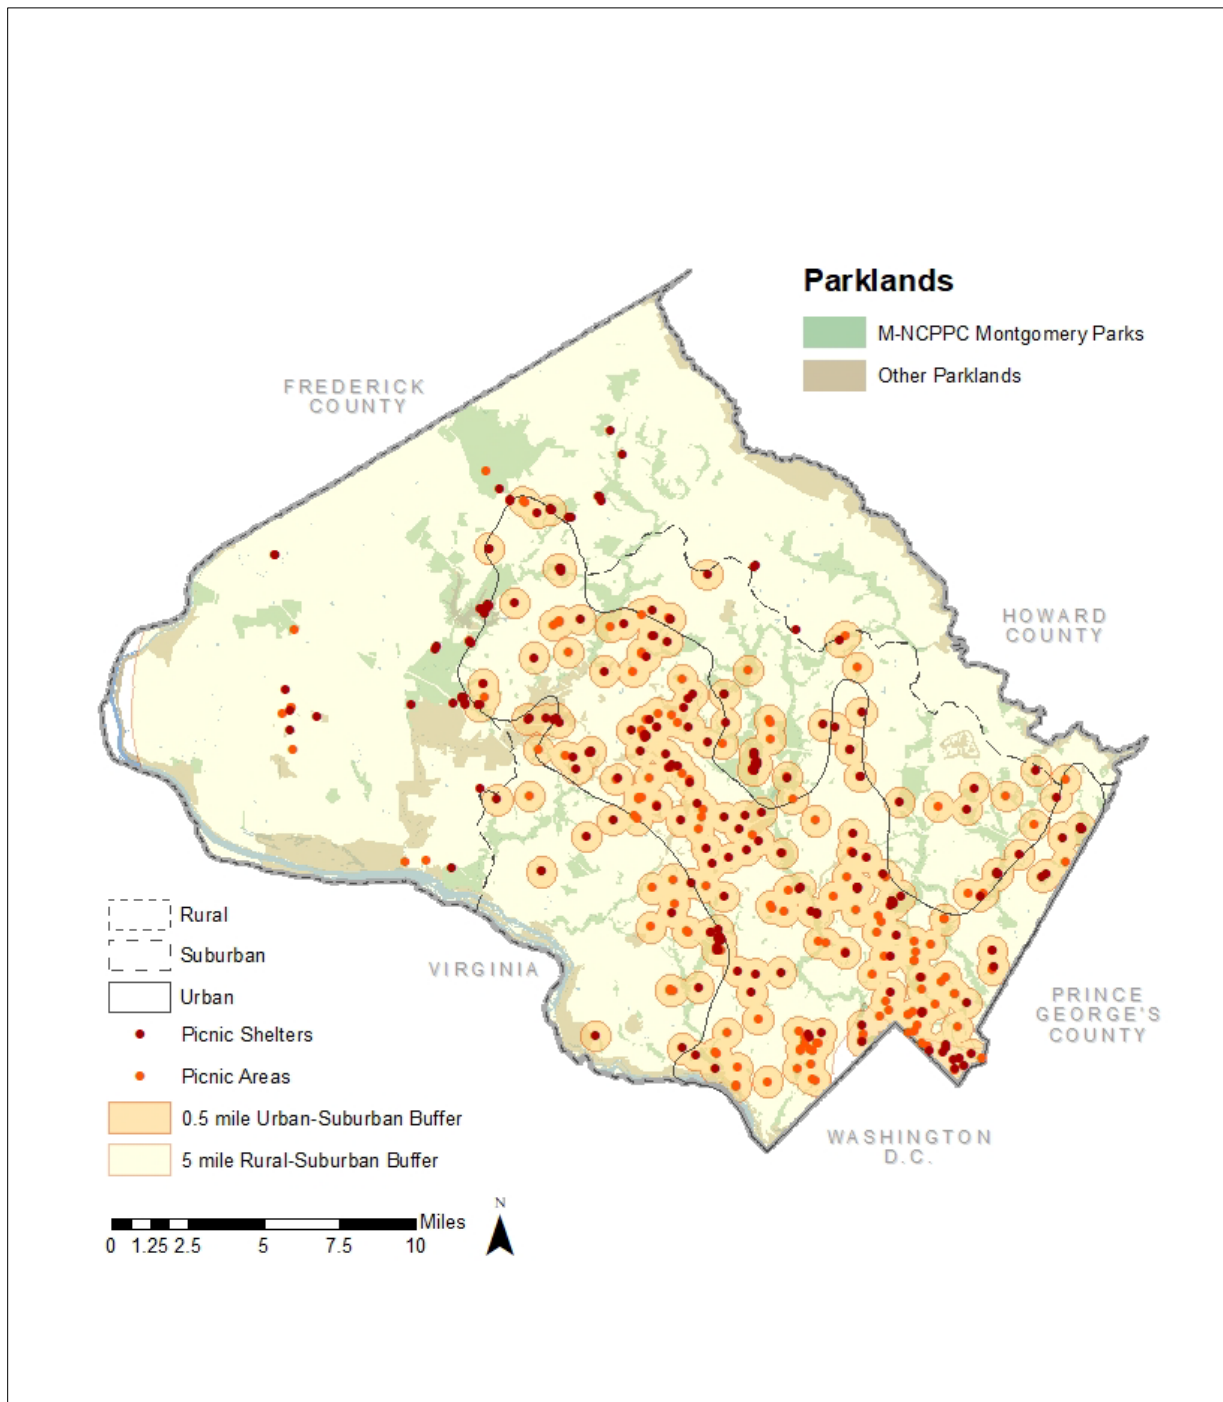 Parklands
M-NCPPC Montgomery Parks
Other Parklands
FREDERICK
COUNTY
HOWARD
COUNTY
VIRGINIA
PRINCE
GEORGE'S
COUNTY
WASHINGTON
D.C.
Rural
Suburban
Urban
Picnic Shelters
Picnic Areas
0.5 mile Urban-Suburban Buffer
5 mile Rural-Suburban Buffer
Miles
0 1.25 2.5 5 7.5 10
N